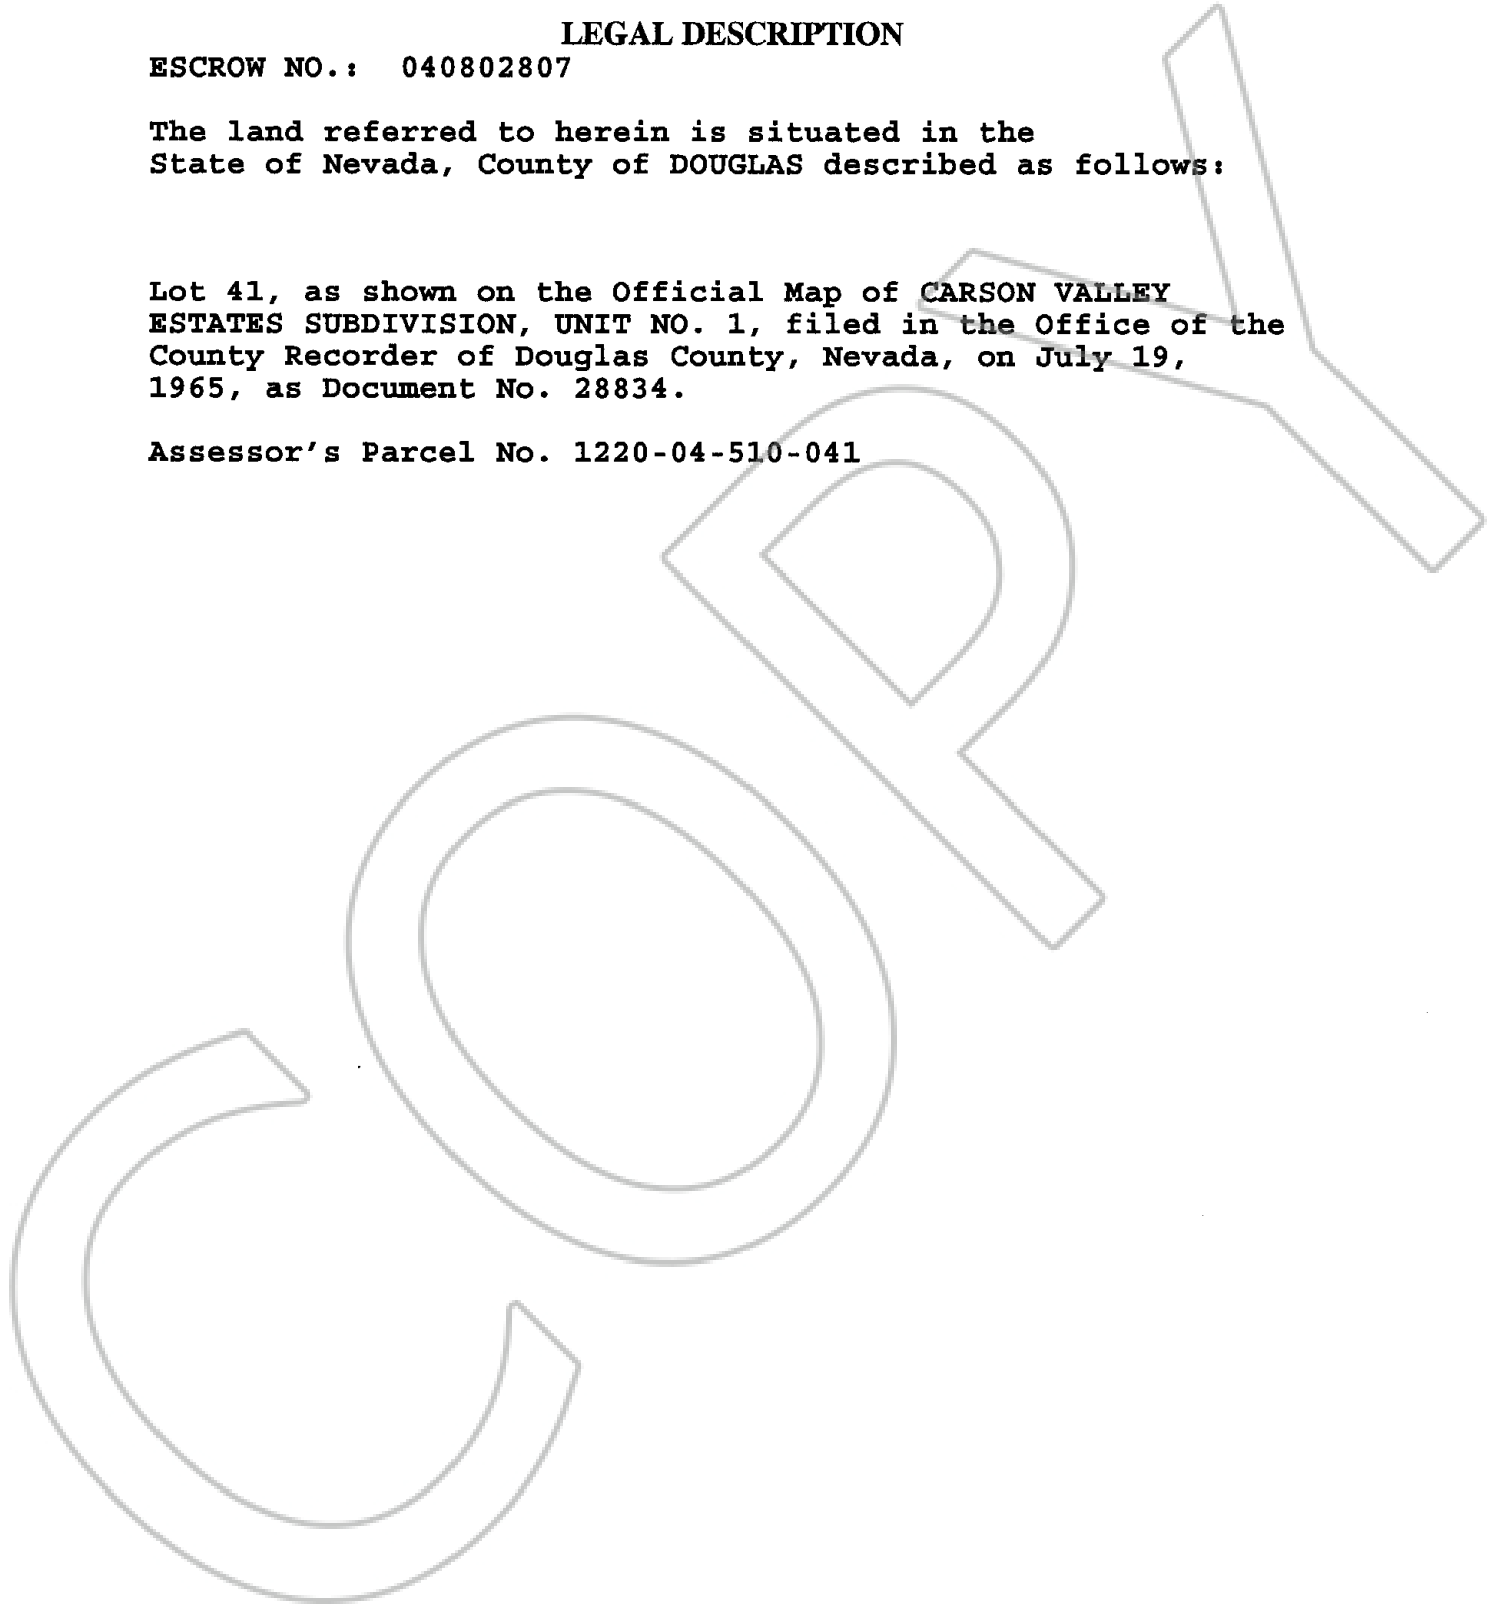 LEGAL DESCRIPTION
ESCROW NO.: 040802807
The land referred to herein is situated in the
State of Nevada, County of DOUGLAS described as follows:
Lot 41, as shown on the Official Map of CARSON VALLEY
ESTATES SUBDIVISION, UNIT NO. 1, filed in the Office of the
County Recorder of Douglas County, Nevada, on July 19,
1965, as Document No. 28834.
Assessor's Parcel No. 1220-04-510-041
COPY